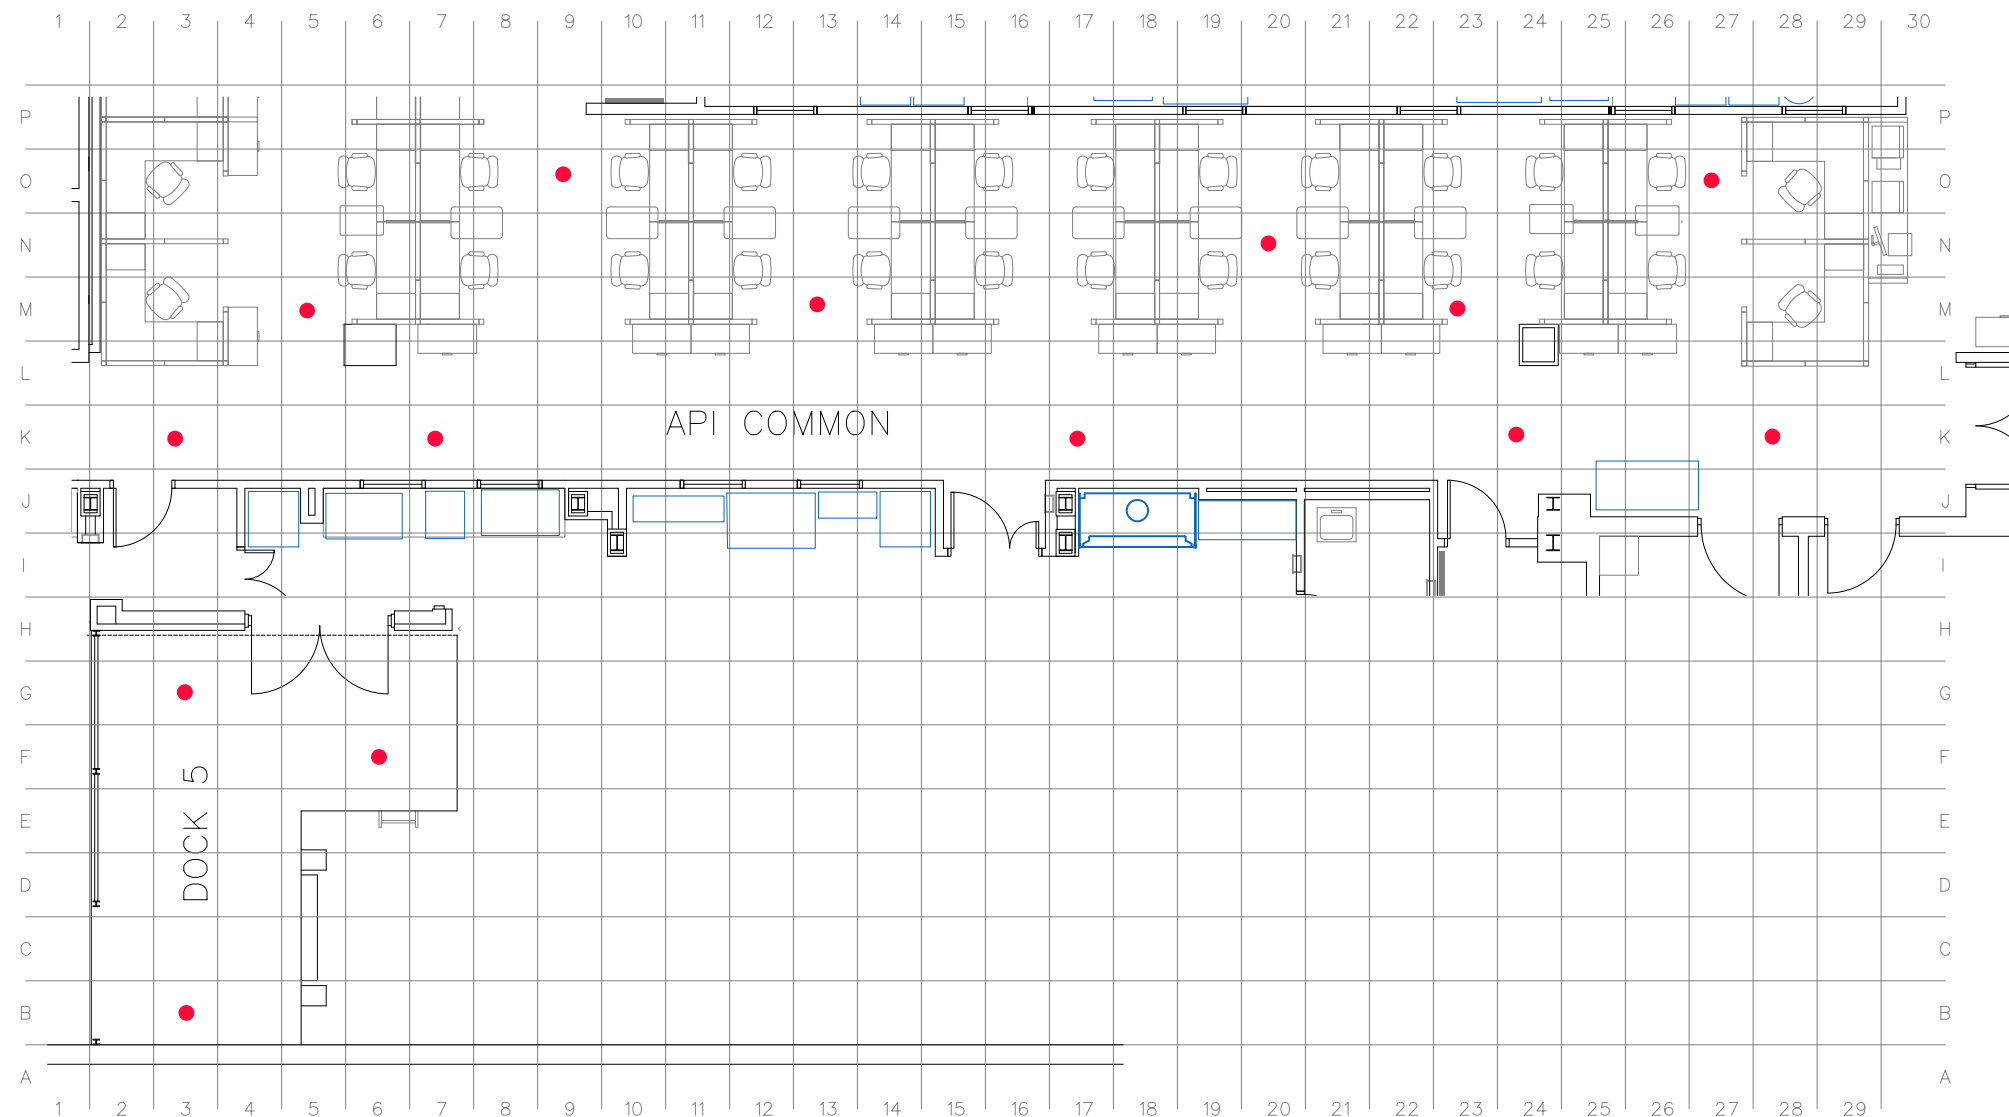 1 2 3 4 5 6 7 8 9 10 11 12 13 14 15 16 17 18 19 20 21 22 23 24 25 26 27 28 29 30
P P
O O
N N
M M
L L
API COMMON
K K
J J
I I
H H
G G
F F
E E
DOCK 5
D D
C C
B B
A A
1 2 3 4 5 6 7 8 9 10 11 12 13 14 15 16 17 18 19 20 21 22 23 24 25 26 27 28 29